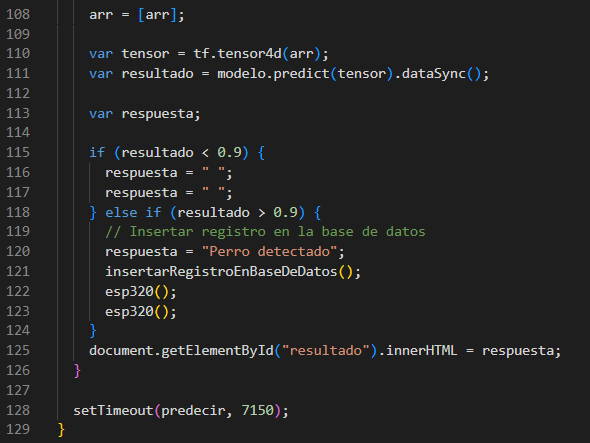 108 arr = [arr];
109
110 var tensor = tf.tensor4d(arr);
111 var resultado = modelo.predict(tensor).dataSync();
112
113 var respuesta;
114
115 if (resultado < 0.9) {
116 respuesta = " ";
117 respuesta = " ";
118 } else if (resultado > 0.9) {
119 // Insertar registro en la base de datos
120 respuesta = "Perro detectado";
121 insertarRegistroEnBaseDeDatos();
122 esp320();
123 esp320();
124 }
125 document.getElementById("resultado").innerHTML = respuesta;
126 }
127
128 setTimeout(predecir, 7150);
129 }